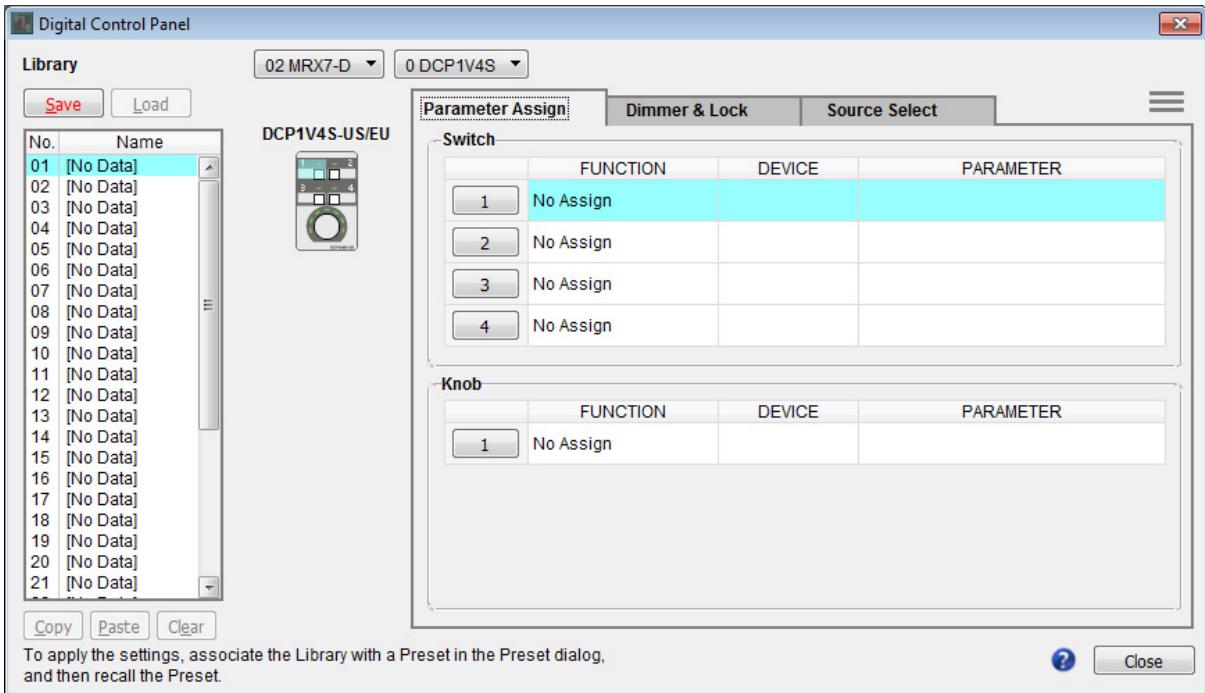 Digital Control Panel
Library
02 MRX7-D
0 DCP1V4S
Save
Load
No. Name
01 [No Data]
02 [No Data]
03 [No Data]
04 [No Data]
05 [No Data]
06 [No Data]
07 [No Data]
08 [No Data]
09 [No Data]
10 [No Data]
11 [No Data]
12 [No Data]
13 [No Data]
14 [No Data]
15 [No Data]
16 [No Data]
17 [No Data]
18 [No Data]
19 [No Data]
20 [No Data]
21 [No Data]
Copy
Paste
Clear
DCP1V4S-US/EU
1 2
3 4
Parameter Assign
Dimmer & Lock
Source Select
Switch
FUNCTION DEVICE PARAMETER
1 No Assign
2 No Assign
3 No Assign
4 No Assign
Knob
FUNCTION DEVICE PARAMETER
1 No Assign
To apply the settings, associate the Library with a Preset in the Preset dialog,
and then recall the Preset.
?
Close